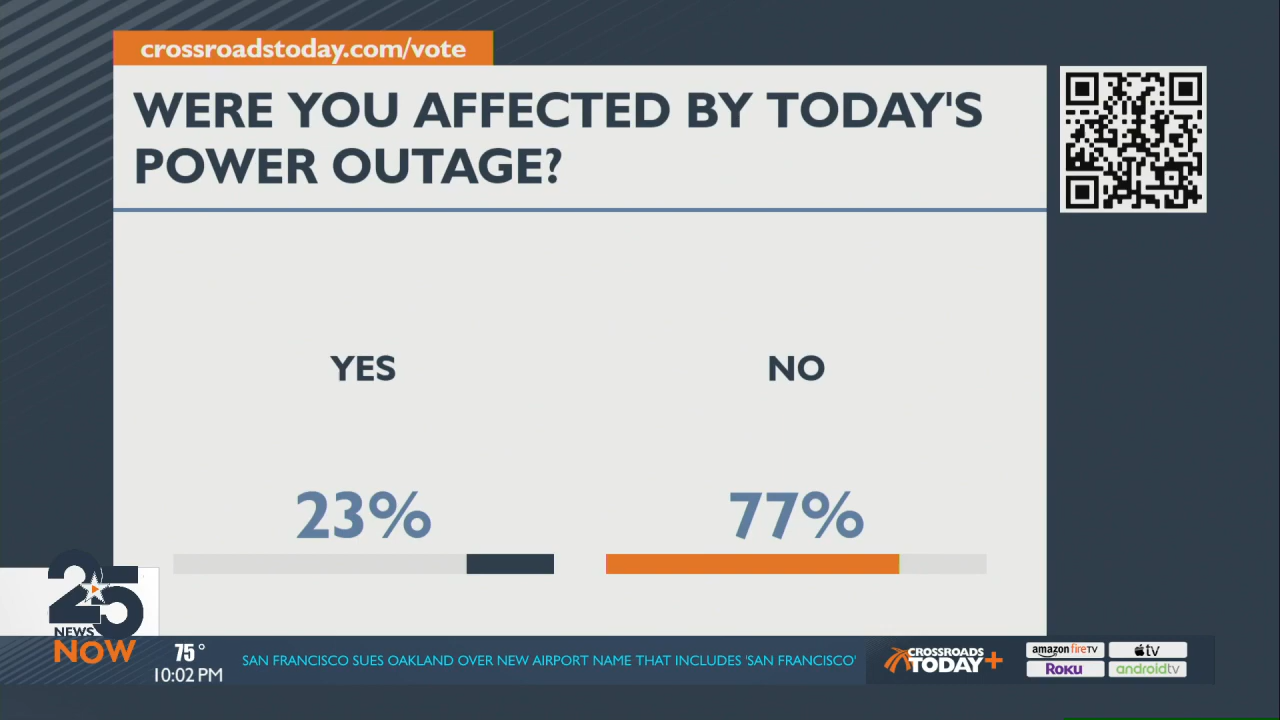 crossroadstoday.com/vote
WERE YOU AFFECTED BY TODAY'S
POWER OUTAGE?
YES
NO
23%
77%
25
NEWS
NOW
75°
10:02 PM
SAN FRANCISCO SUES OAKLAND OVER NEW AIRPORT NAME THAT INCLUDES 'SAN FRANCISCO'
CROSSROADS
TODAY+
amazon fireTV
tv
Roku
androidtv